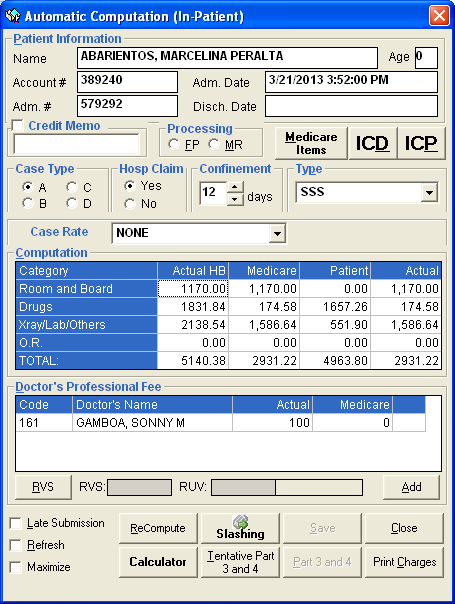 Automatic Computation (In-Patient)
Patient Information
Name ABARIENTOS, MARCELINA PERALTA Age 0
Account # 389240 Adm. Date 3/21/2013 3:52:00 PM
Adm. # 579292 Disch. Date
Credit Memo Processing
FP MR Medicare Items ICD ICP
Case Type Hosp Claim Confinement Type
A C Yes 12 days SSS
B D No
Case Rate NONE
Computation
Category Actual HB Medicare Patient Actual
Room and Board 1170.00 1,170.00 0.00 1,170.00
Drugs 1831.84 174.58 1657.26 174.58
Xray/Lab/Others 2138.54 1,586.64 551.90 1,586.64
O.R. 0.00 0.00 0.00 0.00
TOTAL: 5140.38 2931.22 4963.80 2931.22
Doctor's Professional Fee
Code Doctor's Name Actual Medicare
161 GAMBOA, SONNY M 100 0
RVS RVS: RUV: Add
Late Submission ReCompute Slashing Save Close
Refresh
Maximize Calculator Tentative Part 3 and 4 Part 3 and 4 Print Charges